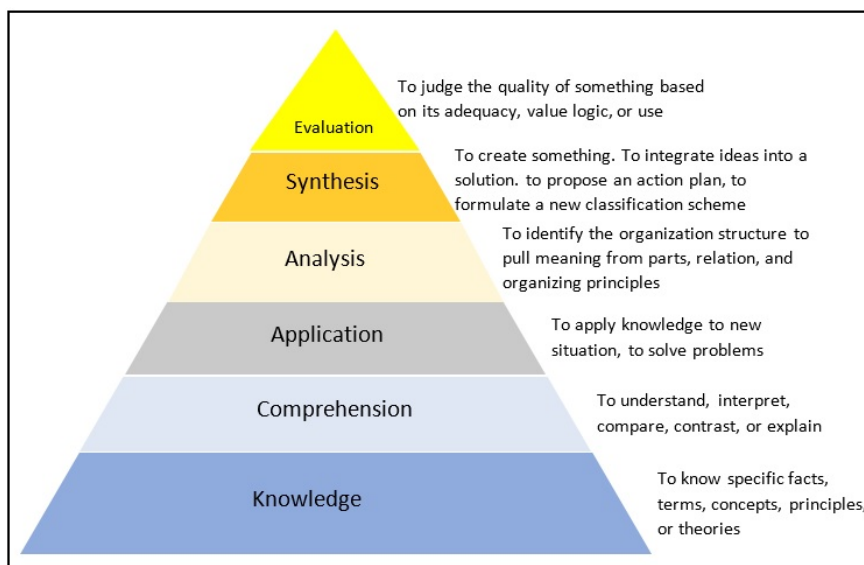 To judge the quality of something based
on its adequacy, value logic, or use
Evaluation
To create something. To integrate ideas into a
solution. to propose an action plan, to
formulate a new classification scheme
Synthesis
To identify the organization structure to
pull meaning from parts, relation, and
organizing principles
Analysis
To apply knowledge to new
situation, to solve problems
Application
To understand, interpret,
compare, contrast, or explain
Comprehension
To know specific facts,
terms, concepts, principles,
or theories
Knowledge